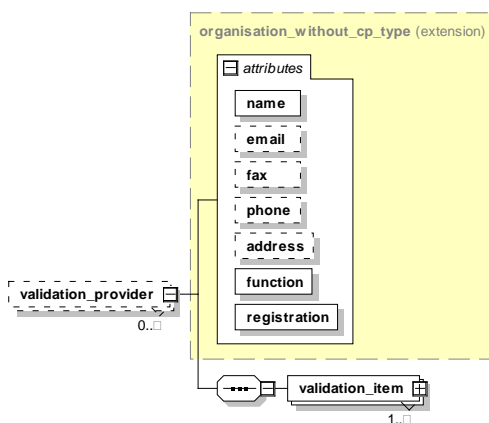 organisation_without_cp_type (extension)
attributes
name
email
fax
phone
address
function
registration
validation_provider
0..□
validation_item
1..□